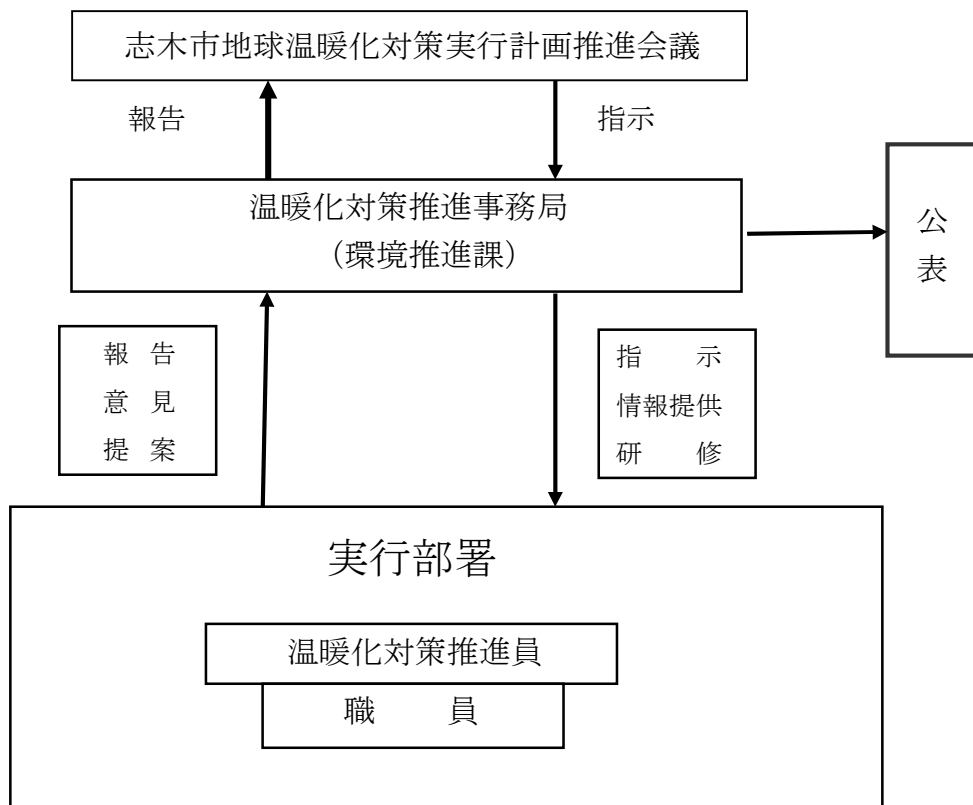 志木市地球温暖化対策実行計画推進会議
報告
指示
温暖化対策推進事務局
（環境推進課）
公
表
報　告
意　見
提　案
指　　示
情報提供
研　　修
実行部署
温暖化対策推進員
職　　員